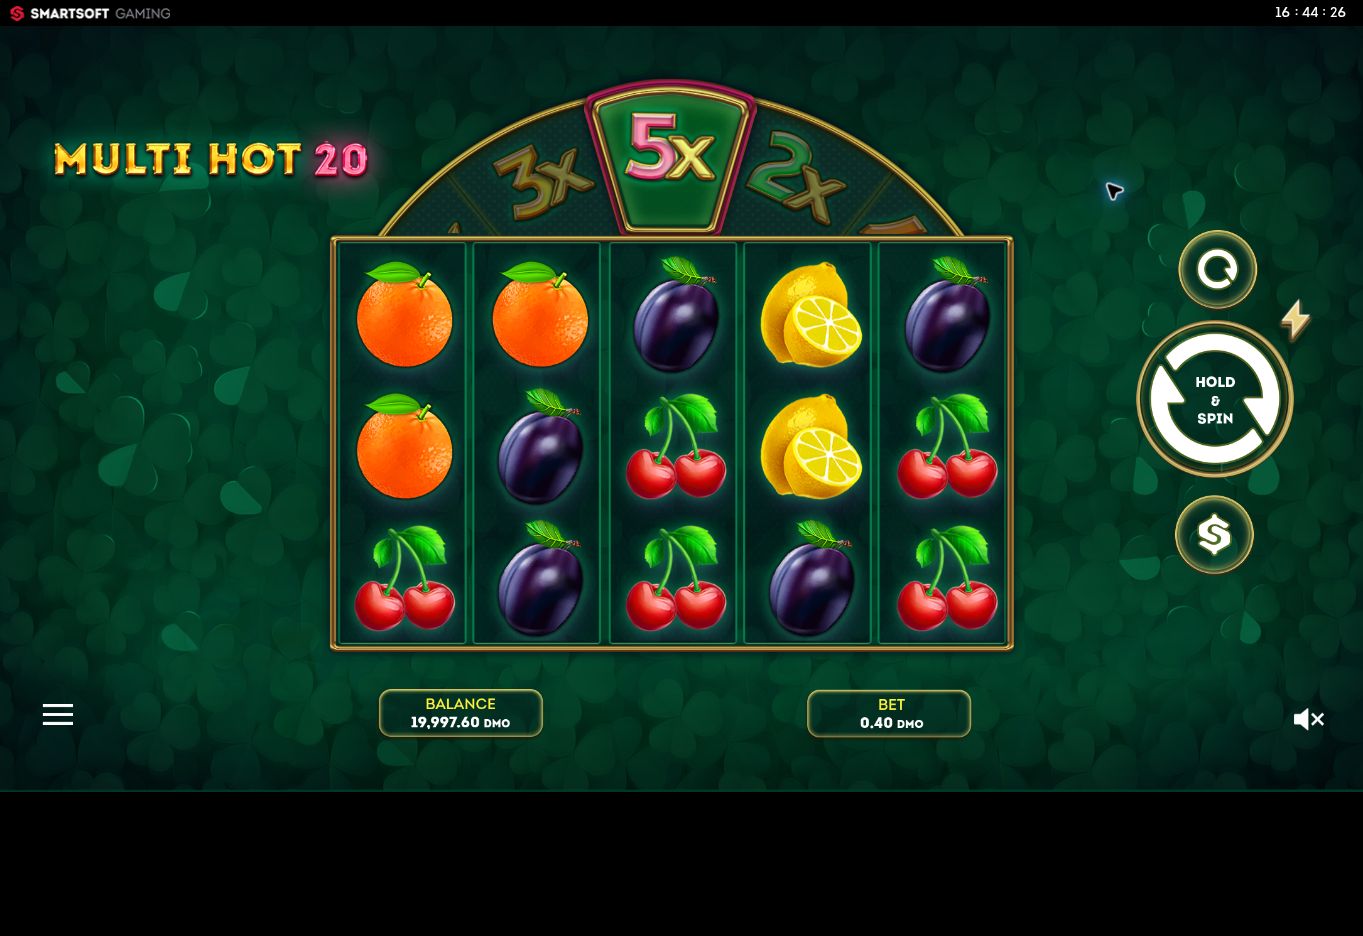 SMARTSOFT GAMING
16 : 44 : 26
MULTI HOT 20
3x
5x
2x
HOLD
&
SPIN
BALANCE
19,997.60 DMO
BET
0.40 DMO